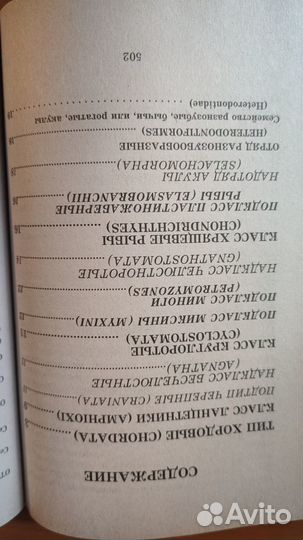 СОДЕРЖАНИЕ
ТИП ХОРДОВЫЕ (CHORDATA)
КЛАСС ЛАНЦЕТНИКИ (AMPHIOXI)
ПОДТИП ЧЕРЕПНЫЕ (CRANIATA)
НАДКЛАСС БЕСЧЕЛЮСТНЫЕ
(AGNATHA)
КЛАСС КРУГЛОРОТЫЕ
(CYCLOSTOMATA)
ПОДКЛАСС МИКСИНЫ (MYXINI)
ПОДКЛАСС МИНОГИ
(PETROMYZONES)
НАДКЛАСС ЧЕЛЮСТНОРОТЫЕ
(GNATHOSTOMATA)
КЛАСС ХРЯЩЕВЫЕ РЫБЫ
(CHONDRICHTHYES)
ПОДКЛАСС ПЛАСТИНОЖАБЕРНЫЕ
РЫБЫ (ELASMOBRANCHII)
НАДОТРЯД АКУЛЫ
(SELACHOMORPHA)
ОТРЯД РАЗНОЗУБООБРАЗНЫЕ
(HETERODONTIFORMES)
Семейство разнозубые, бычьи, или рогатые, акулы
(Heterodontidae)
502
Avito